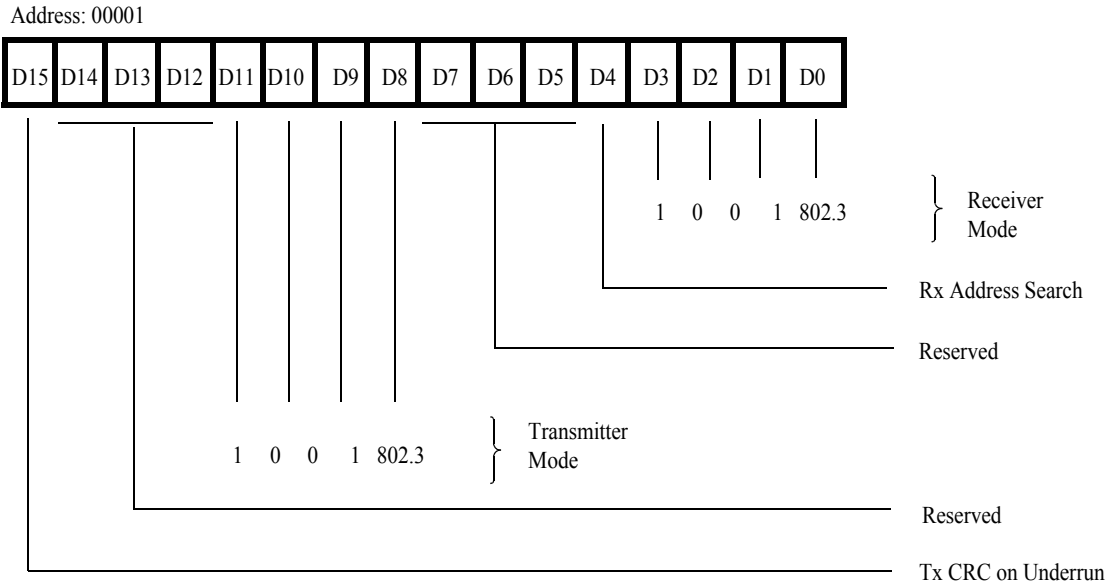 Address: 00001
D15 D14 D13 D12 D11 D10 D9 D8 D7 D6 D5 D4 D3 D2 D1 D0
1 0 0 1 802.3
Receiver
Mode
Rx Address Search
Reserved
1 0 0 1 802.3
Transmitter
Mode
Reserved
Tx CRC on Underrun